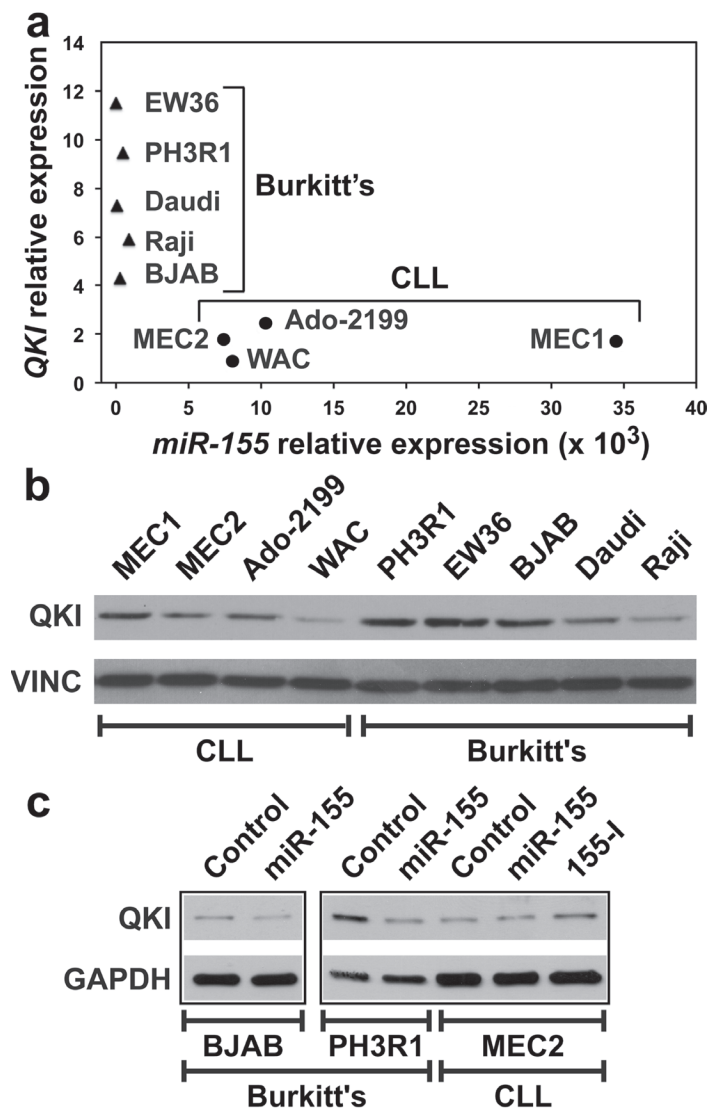 a
QKI relative expression
14
12
10
8
6
4
2
0
EW36
PH3R1
Daudi
Raji
BJAB
Burkitt's
CLL
MEC2
Ado-2199
WAC
MEC1
0 5 10 15 20 25 30 35 40
miR-155 relative expression (x 10³)
b
MEC1 MEC2 Ado-2199 WAC PH3R1 EW36 BJAB Daudi Raji
QKI
VINC
CLL Burkitt's
c
Control miR-155 Control miR-155 Control miR-155 155-I
QKI
GAPDH
BJAB PH3R1 MEC2
Burkitt's CLL